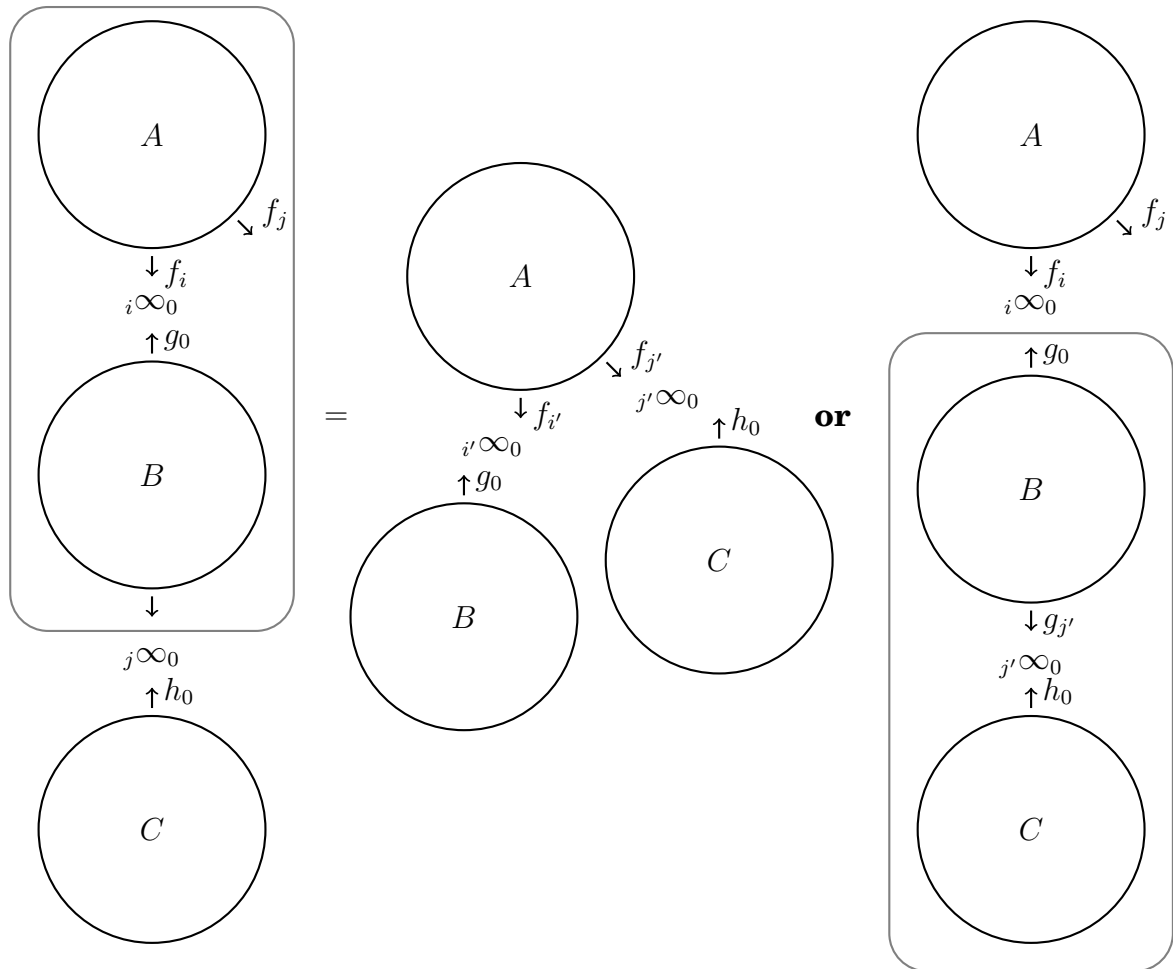 A
f_j
f_i
_i∞_0
g_0
B
_j∞_0
h_0
C
=
A
f_{j'}
_{j'}∞_0
f_{i'}
h_0
_{i'}∞_0
g_0
B
C
or
A
f_j
f_i
_i∞_0
g_0
B
g_{j'}
_{j'}∞_0
h_0
C